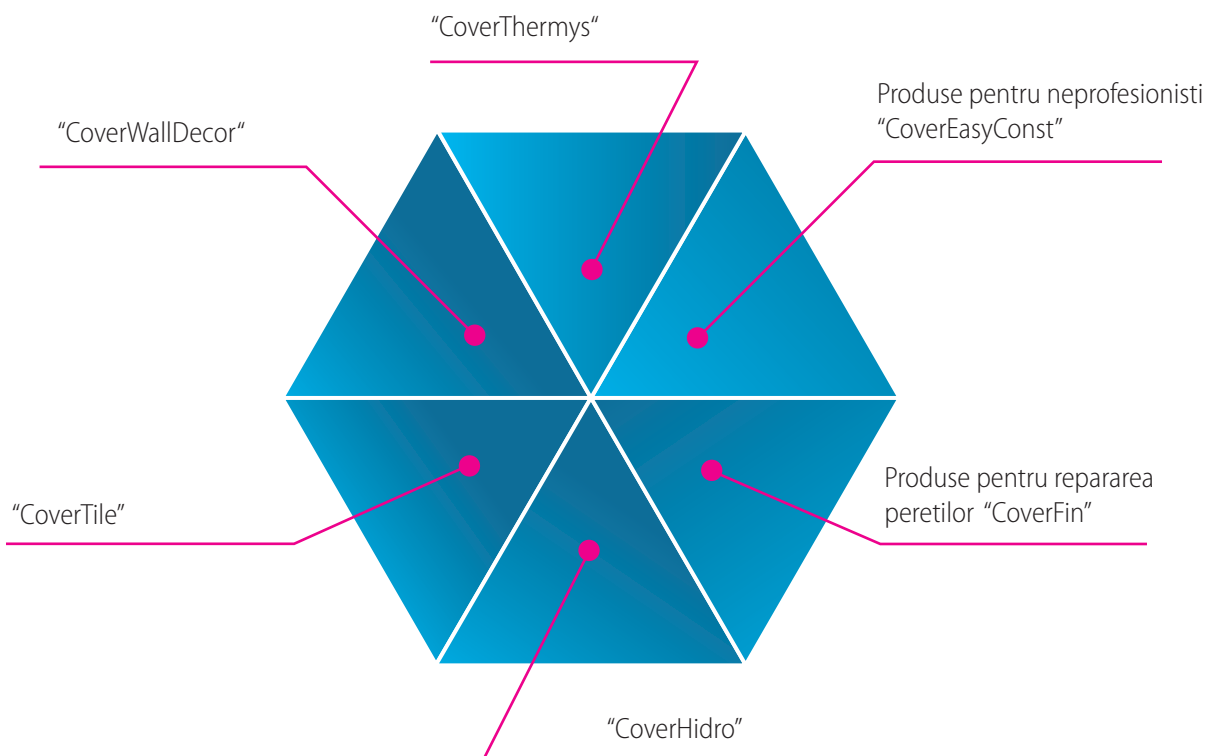 “CoverThermys“
Produse pentru neprofesionisti
“CoverEasyConst”
“CoverWallDecor“
Produse pentru repararea
peretilor “CoverFin”
“CoverTile”
“CoverHidro”